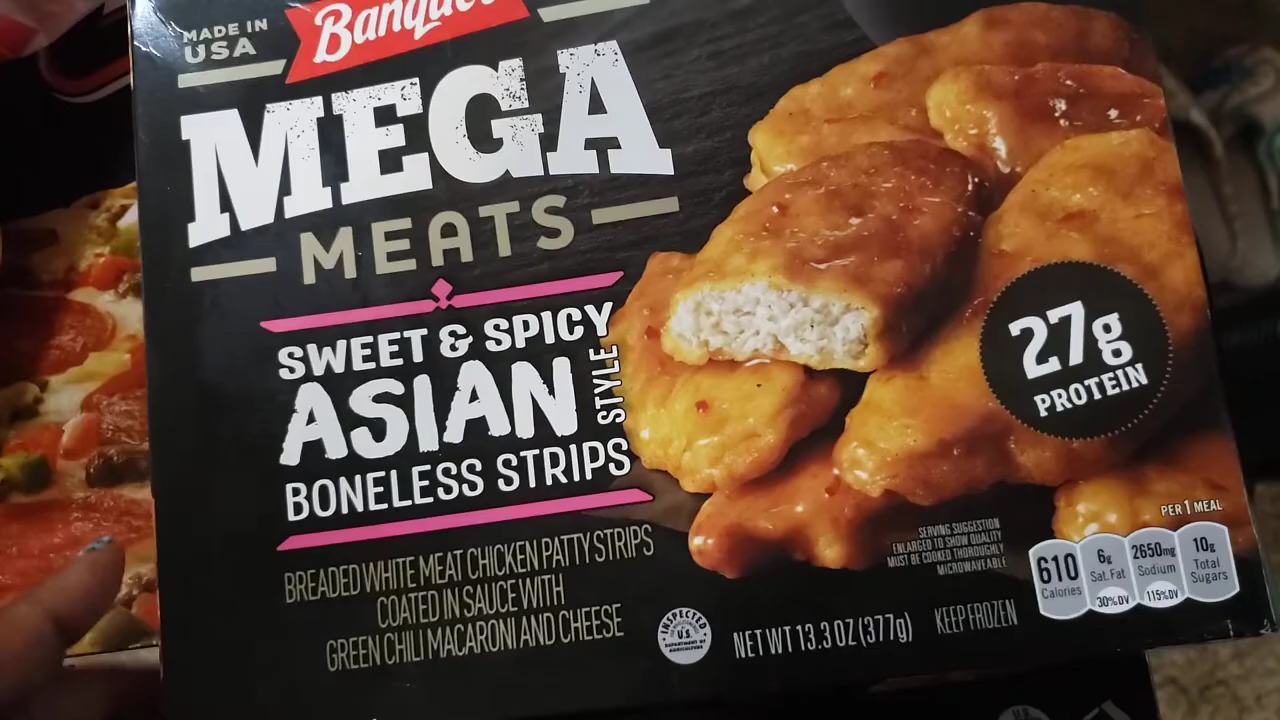 MADE IN
USA
Banquet
MEGA
MEATS
SWEET & SPICY
ASIAN
STYLE
BONELESS STRIPS
BREADED WHITE MEAT CHICKEN PATTY STRIPS
COATED IN SAUCE WITH
GREEN CHILI MACARONI AND CHEESE
27g
PROTEIN
SERVING SUGGESTION
ENLARGED TO SHOW QUALITY
MUST BE COOKED THOROUGHLY
MICROWAVEABLE
PER 1 MEAL
610
Calories
6g
Sat. Fat
30% DV
2650mg
Sodium
115% DV
10g
Total
Sugars
INSPECTED
U.S.
DEPARTMENT OF
AGRICULTURE
NET WT 13.3 OZ (377g)
KEEP FROZEN